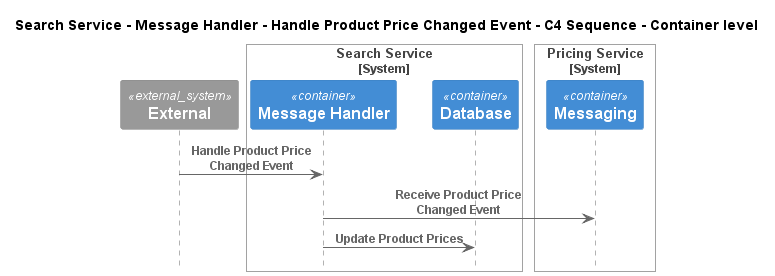 Search Service - Message Handler - Handle Product Price Changed Event - C4 Sequence - Container level
Search Service
[System]
Pricing Service
[System]
«external_system»
External
«container»
Message Handler
«container»
Database
«container»
Messaging
Handle Product Price
Changed Event
Receive Product Price
Changed Event
Update Product Prices